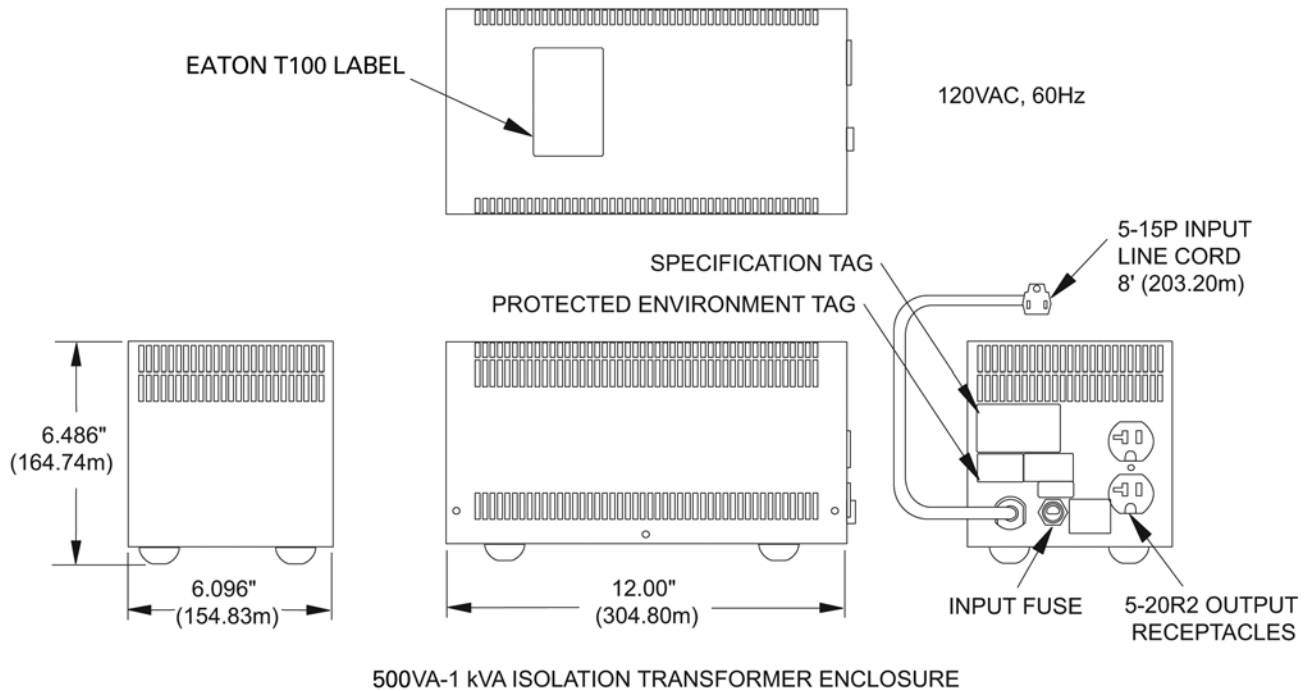 EATON T100 LABEL
120VAC, 60Hz
5-15P INPUT
LINE CORD
8' (203.20m)
SPECIFICATION TAG
PROTECTED ENVIRONMENT TAG
6.486"
(164.74m)
6.096"
(154.83m)
12.00"
(304.80m)
INPUT FUSE
5-20R2 OUTPUT
RECEPTACLES
500VA-1 kVA ISOLATION TRANSFORMER ENCLOSURE